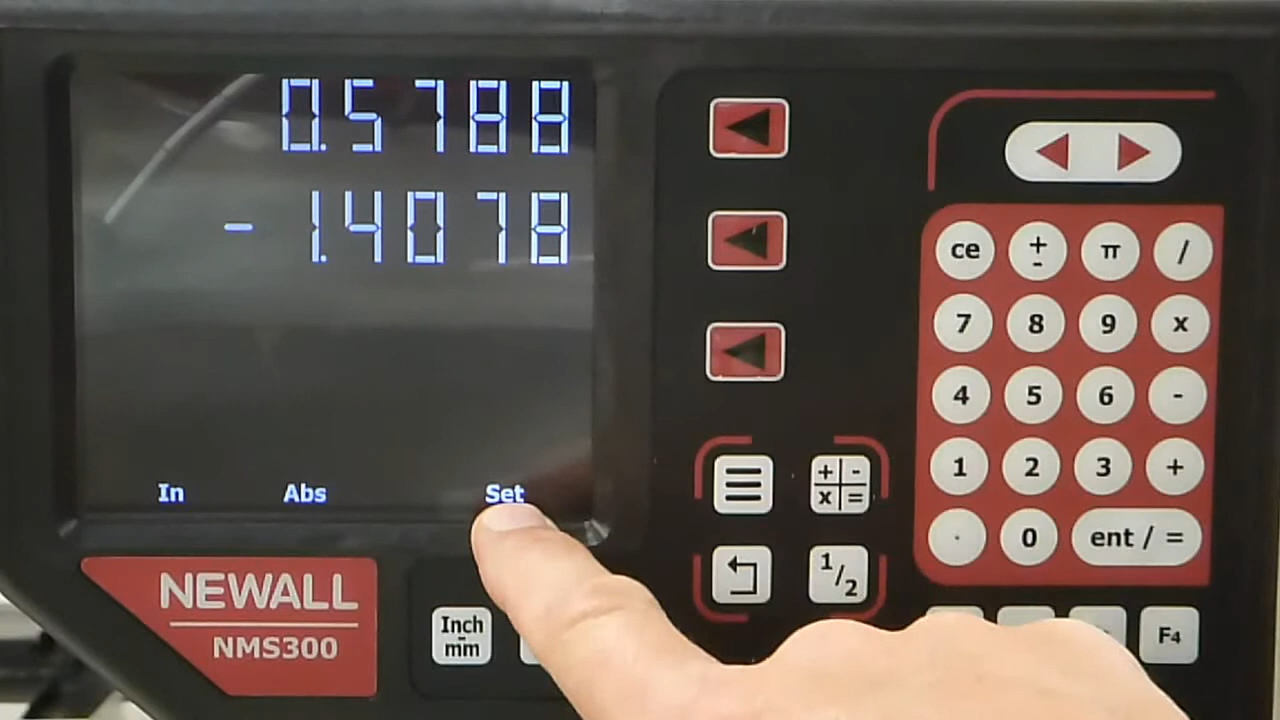 0.5788
- 1.4078
In Abs Set
NEWALL
NMS300
Inch
mm
+ -
x =
1/2
ce + - π /
7 8 9 x
4 5 6 -
1 2 3 +
. 0 ent / =
F4